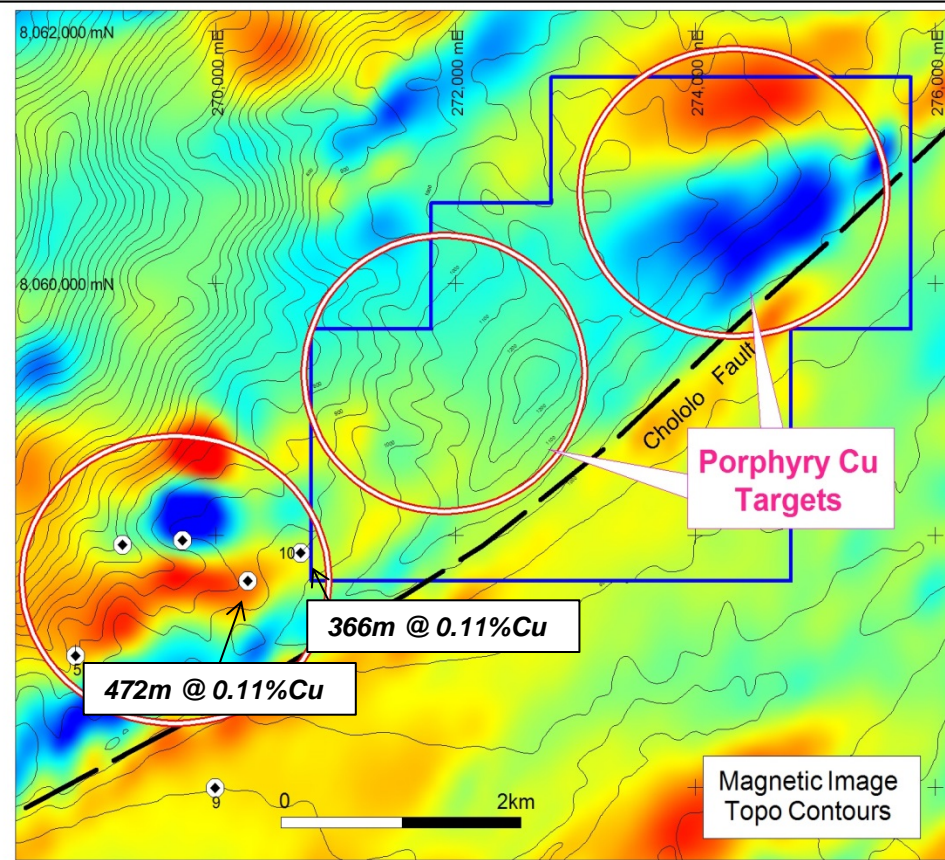 8,062,000 mN
270,000 mE
272,000 mE
274,000 mE
276,000 mE
8,060,000 mN
Chololo Fault
Porphyry Cu
Targets
10
366m @ 0.11%Cu
5
472m @ 0.11%Cu
9
0
2km
Magnetic Image
Topo Contours